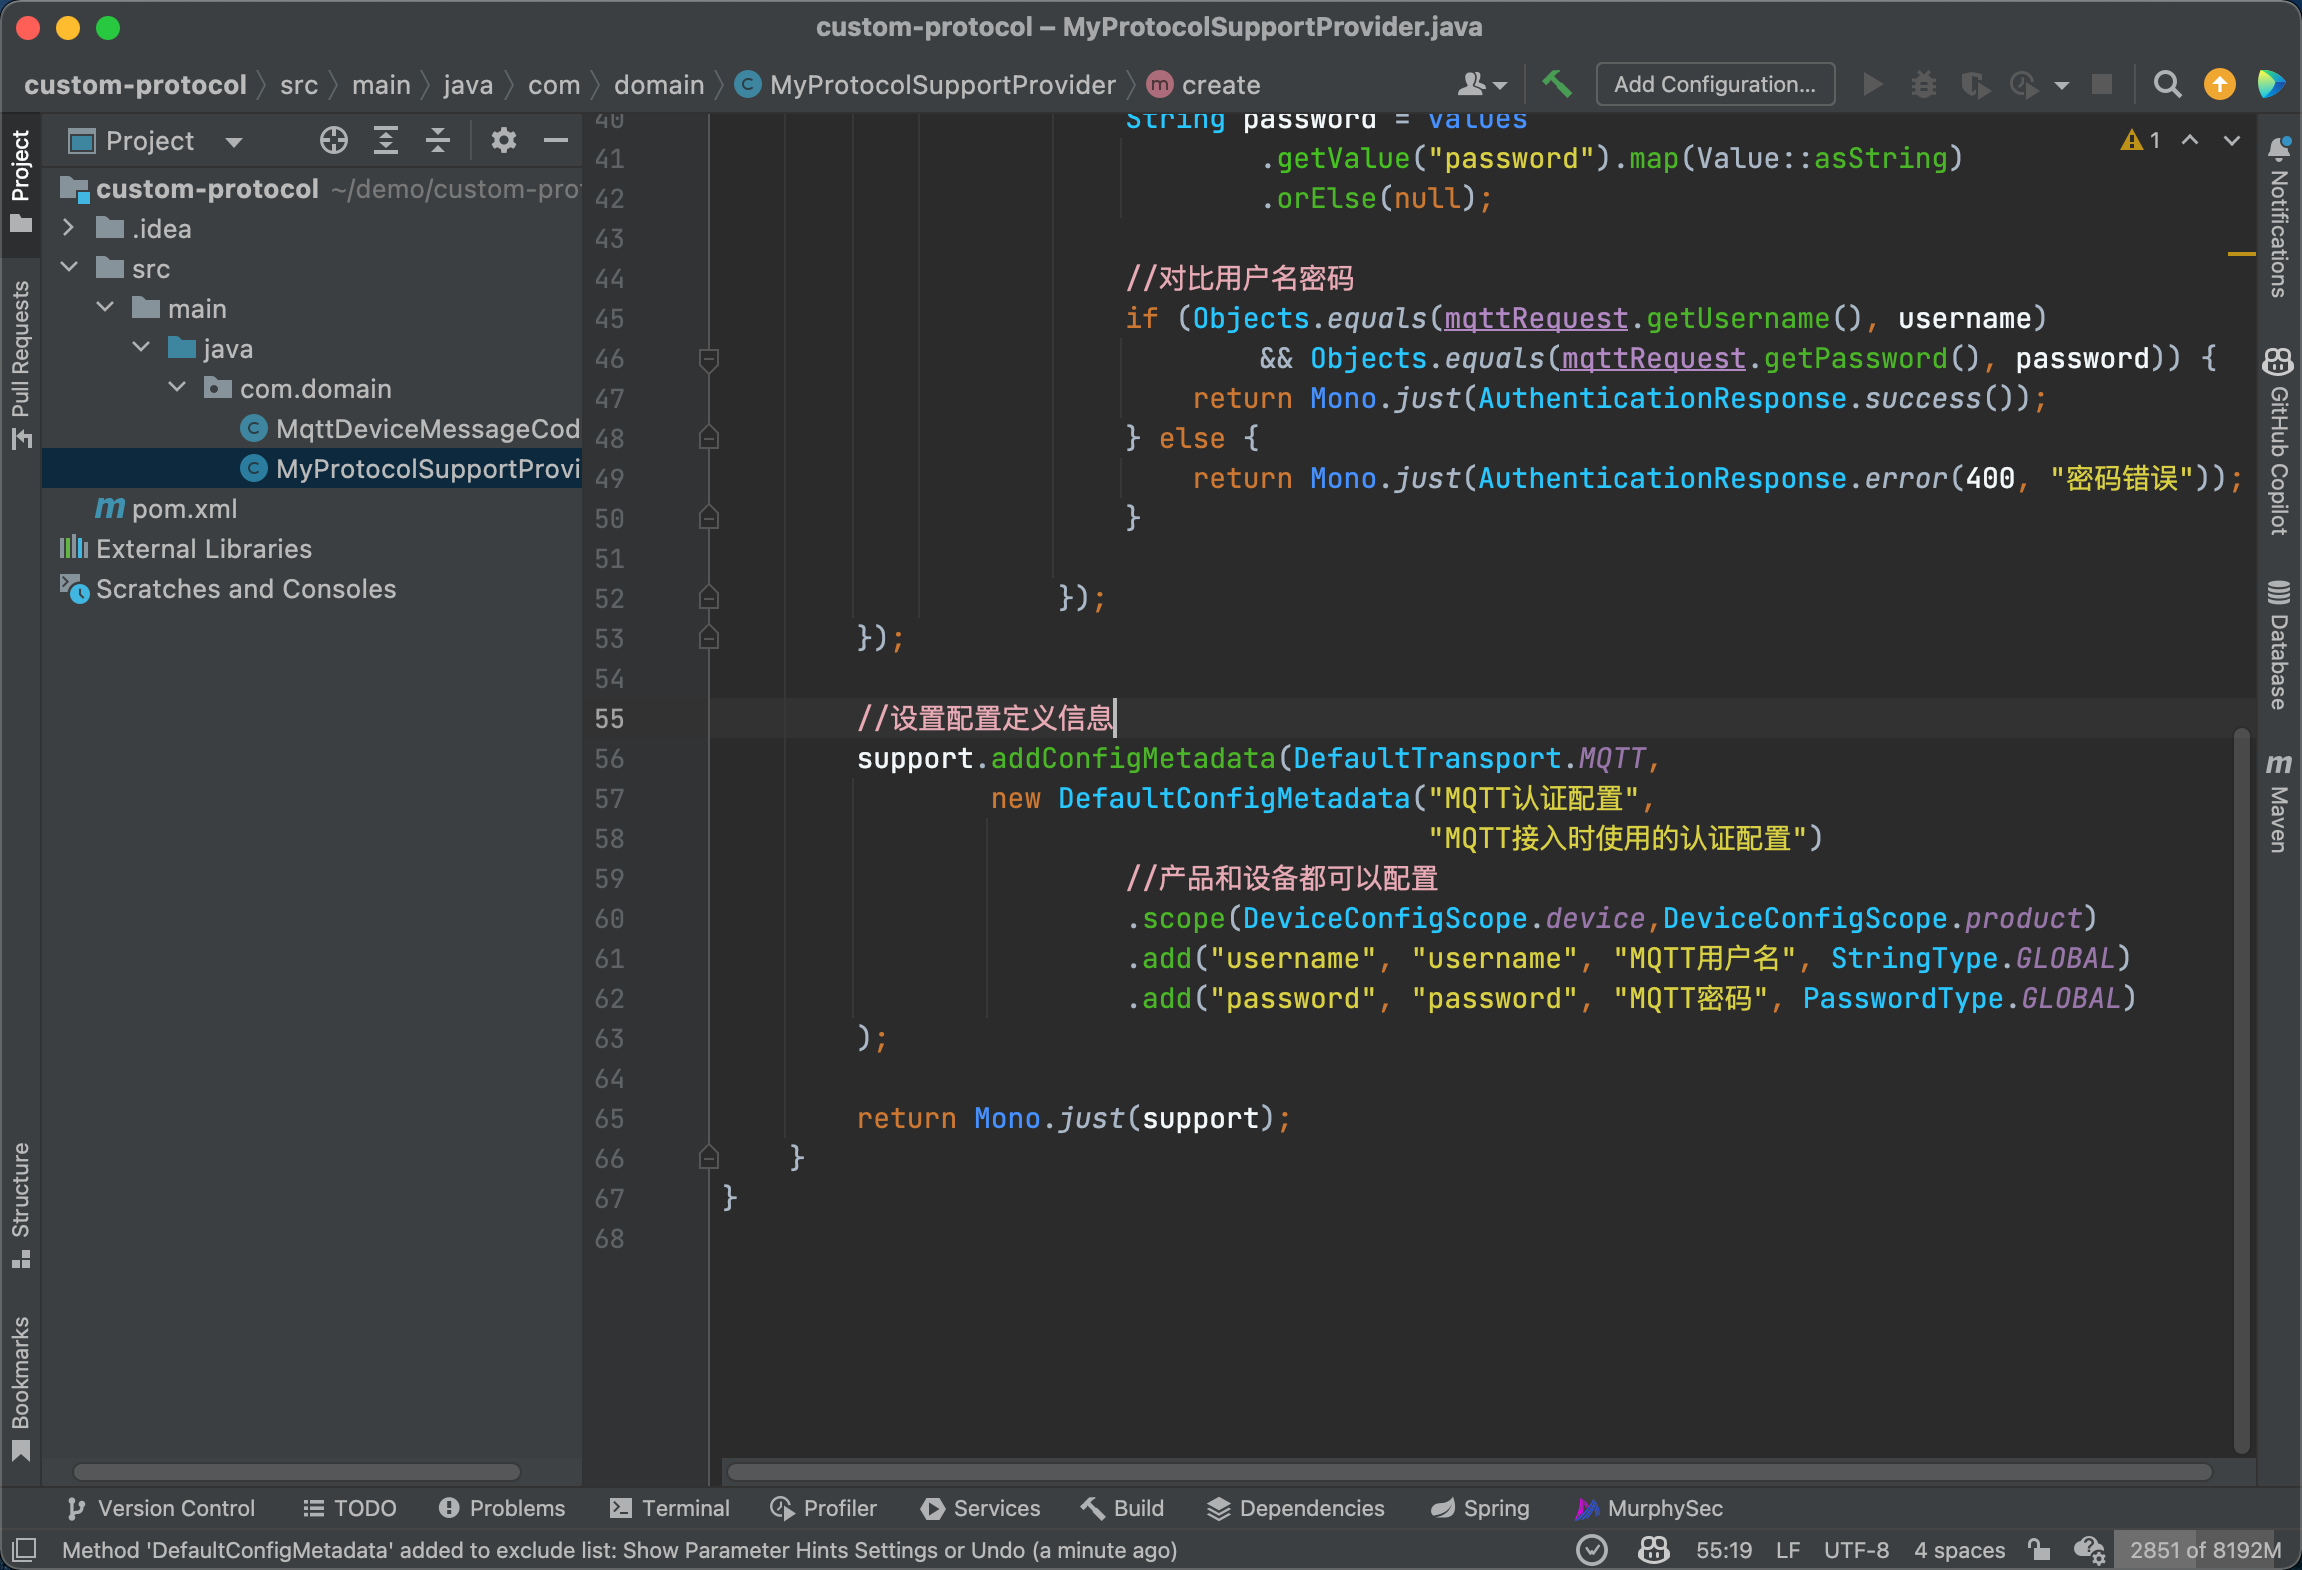 custom-protocol – MyProtocolSupportProvider.java
custom-protocol src main java com domain MyProtocolSupportProvider create
Add Configuration...
Project
Project
Pull Requests
Structure
Bookmarks
custom-protocol ~/demo/custom-pro
.idea
src
main
java
com.domain
MqttDeviceMessageCod
MyProtocolSupportProvi
pom.xml
External Libraries
Scratches and Consoles
1
40 String password = values
41 .getValue("password").map(Value::asString)
42 .orElse(null);
43
44 //对比用户名密码
45 if (Objects.equals(mqttRequest.getUsername(), username)
46 && Objects.equals(mqttRequest.getPassword(), password)) {
47 return Mono.just(AuthenticationResponse.success());
48 } else {
49 return Mono.just(AuthenticationResponse.error(400, "密码错误"));
50 }
51
52 });
53 });
54
55 //设置配置定义信息
56 support.addConfigMetadata(DefaultTransport.MQTT,
57 new DefaultConfigMetadata("MQTT认证配置",
58 "MQTT接入时使用的认证配置")
59 //产品和设备都可以配置
60 .scope(DeviceConfigScope.device,DeviceConfigScope.product)
61 .add("username", "username", "MQTT用户名", StringType.GLOBAL)
62 .add("password", "password", "MQTT密码", PasswordType.GLOBAL)
63 );
64
65 return Mono.just(support);
66 }
67 }
68
Notifications
GitHub Copilot
Database
Maven
Version Control TODO Problems Terminal Profiler Services Build Dependencies Spring MurphySec
Method 'DefaultConfigMetadata' added to exclude list: Show Parameter Hints Settings or Undo (a minute ago) 55:19 LF UTF-8 4 spaces 2851 of 8192M